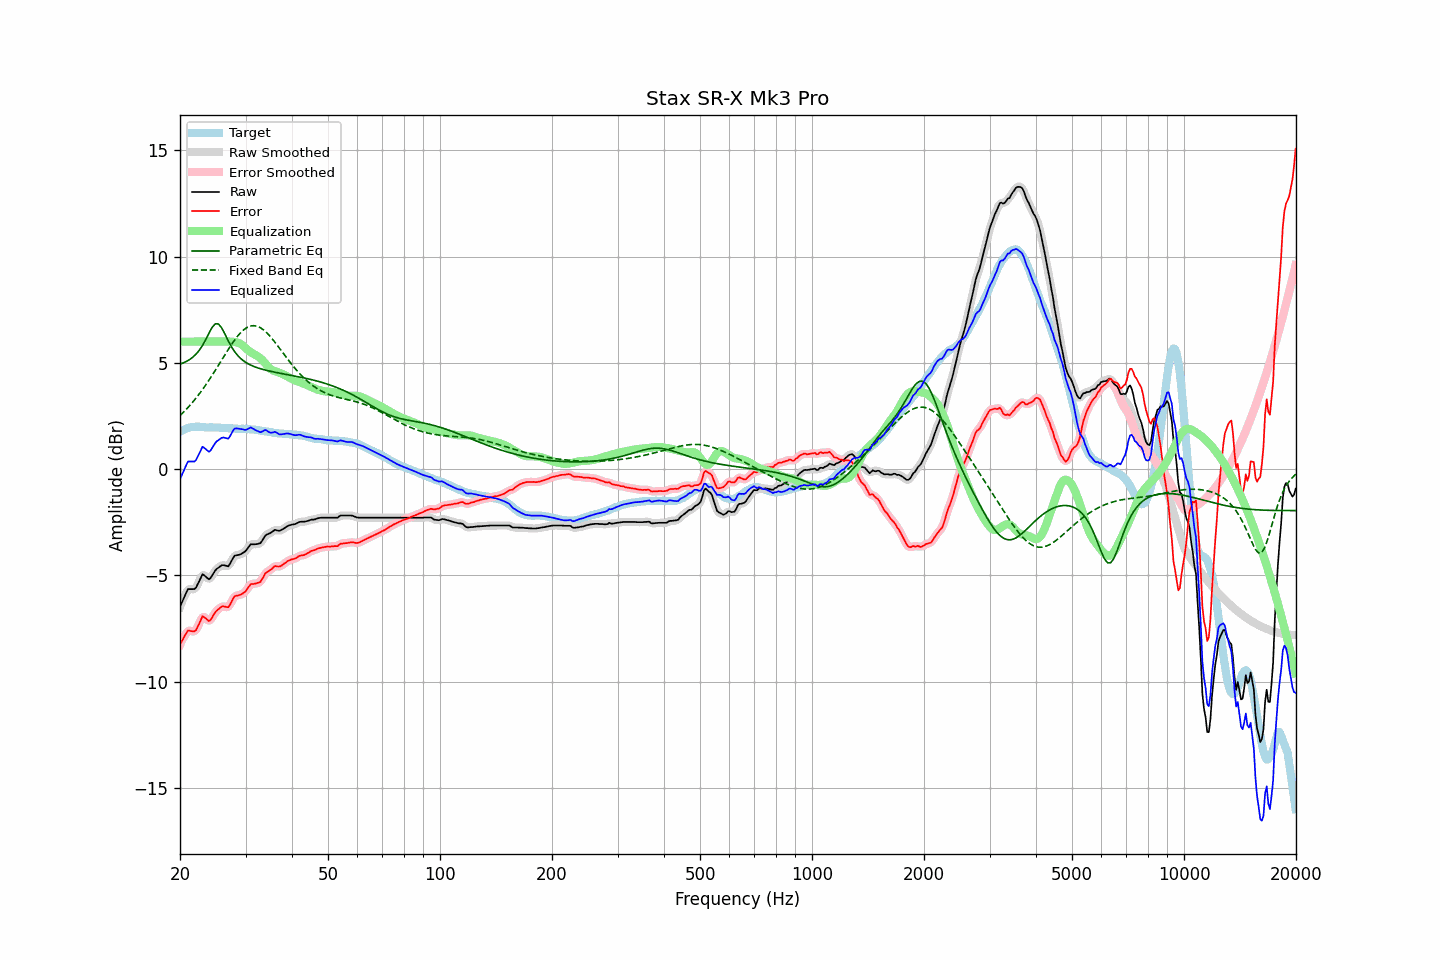 Stax SR-X Mk3 Pro
Target
Raw Smoothed
Error Smoothed
Raw
Error
Equalization
Parametric Eq
Fixed Band Eq
Equalized
Amplitude (dBr)
15
10
5
0
−5
−10
−15
20
50
100
200
500
1000
2000
5000
10000
20000
Frequency (Hz)